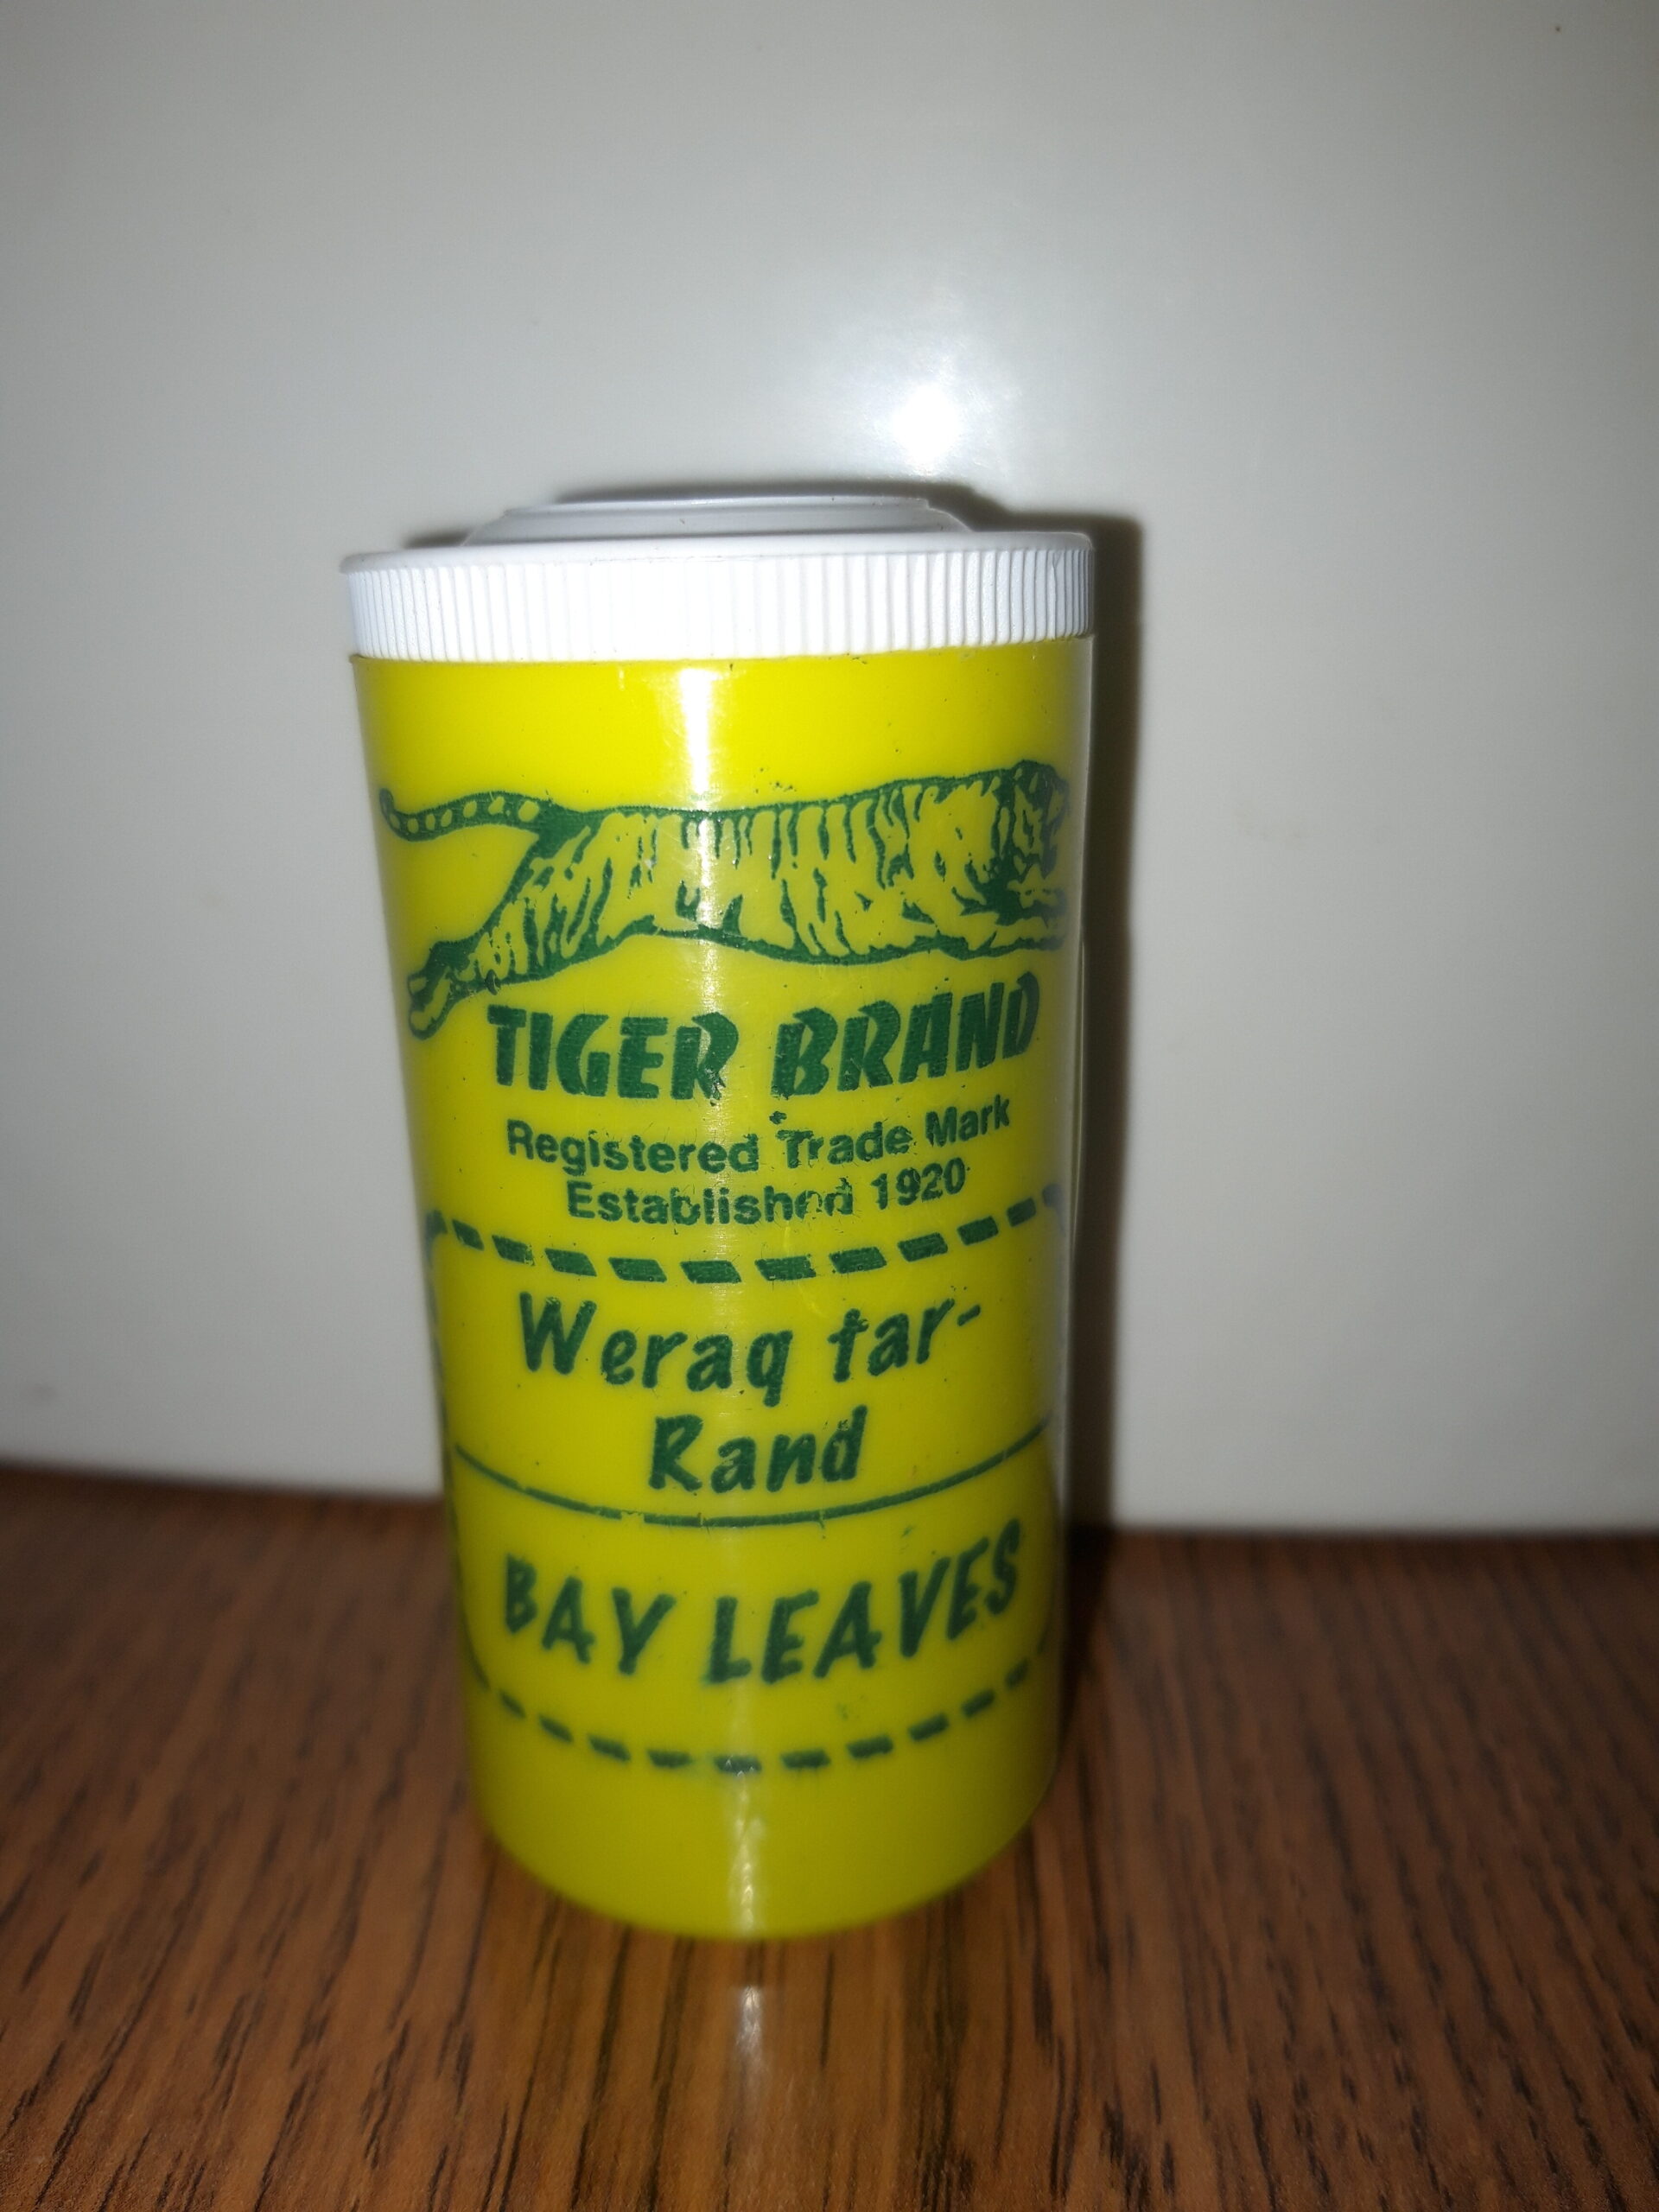 TIGER BRAND
Registered Trade Mark
Established 1920
Weraq tar-
Rand
BAY LEAVES